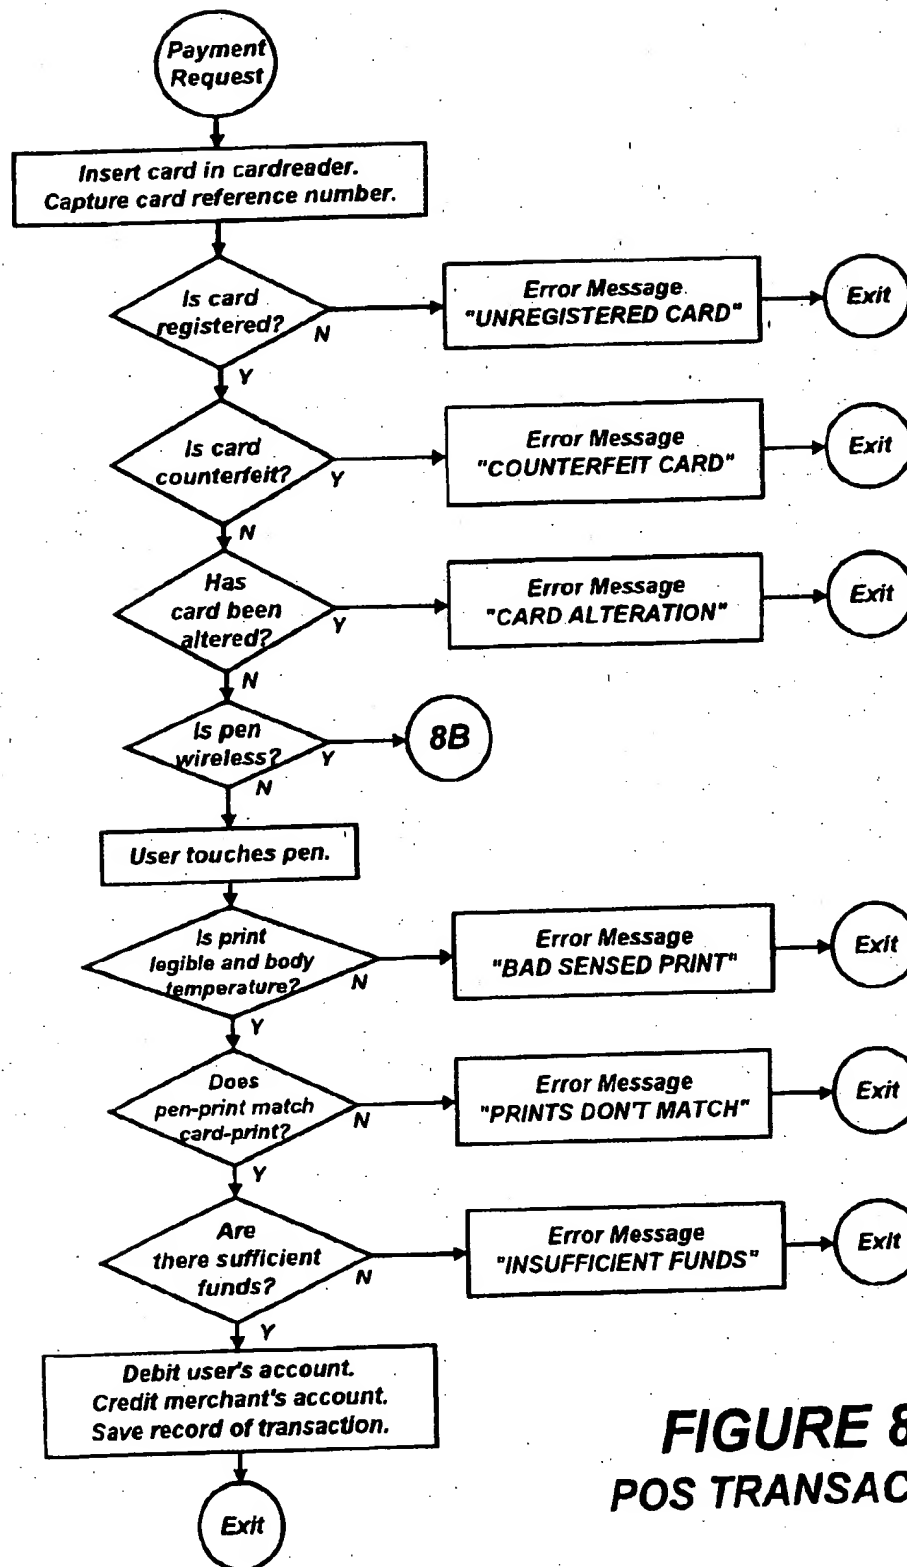 Payment
Request
Insert card in cardreader.
Capture card reference number.
Is card
registered?
N
Error Message
"UNREGISTERED CARD"
Exit
Y
Is card
counterfeit?
Y
Error Message
"COUNTERFEIT CARD"
Exit
N
Has
card been
altered?
Y
Error Message
"CARD ALTERATION"
Exit
N
Is pen
wireless?
Y
8B
N
User touches pen.
Is print
legible and body
temperature?
N
Error Message
"BAD SENSED PRINT"
Exit
Y
Does
pen-print match
card-print?
N
Error Message
"PRINTS DON'T MATCH"
Exit
Y
Are
there sufficient
funds?
N
Error Message
"INSUFFICIENT FUNDS"
Exit
Y
Debit user's account.
Credit merchant's account.
Save record of transaction.
Exit
FIGURE 8
POS TRANSAC